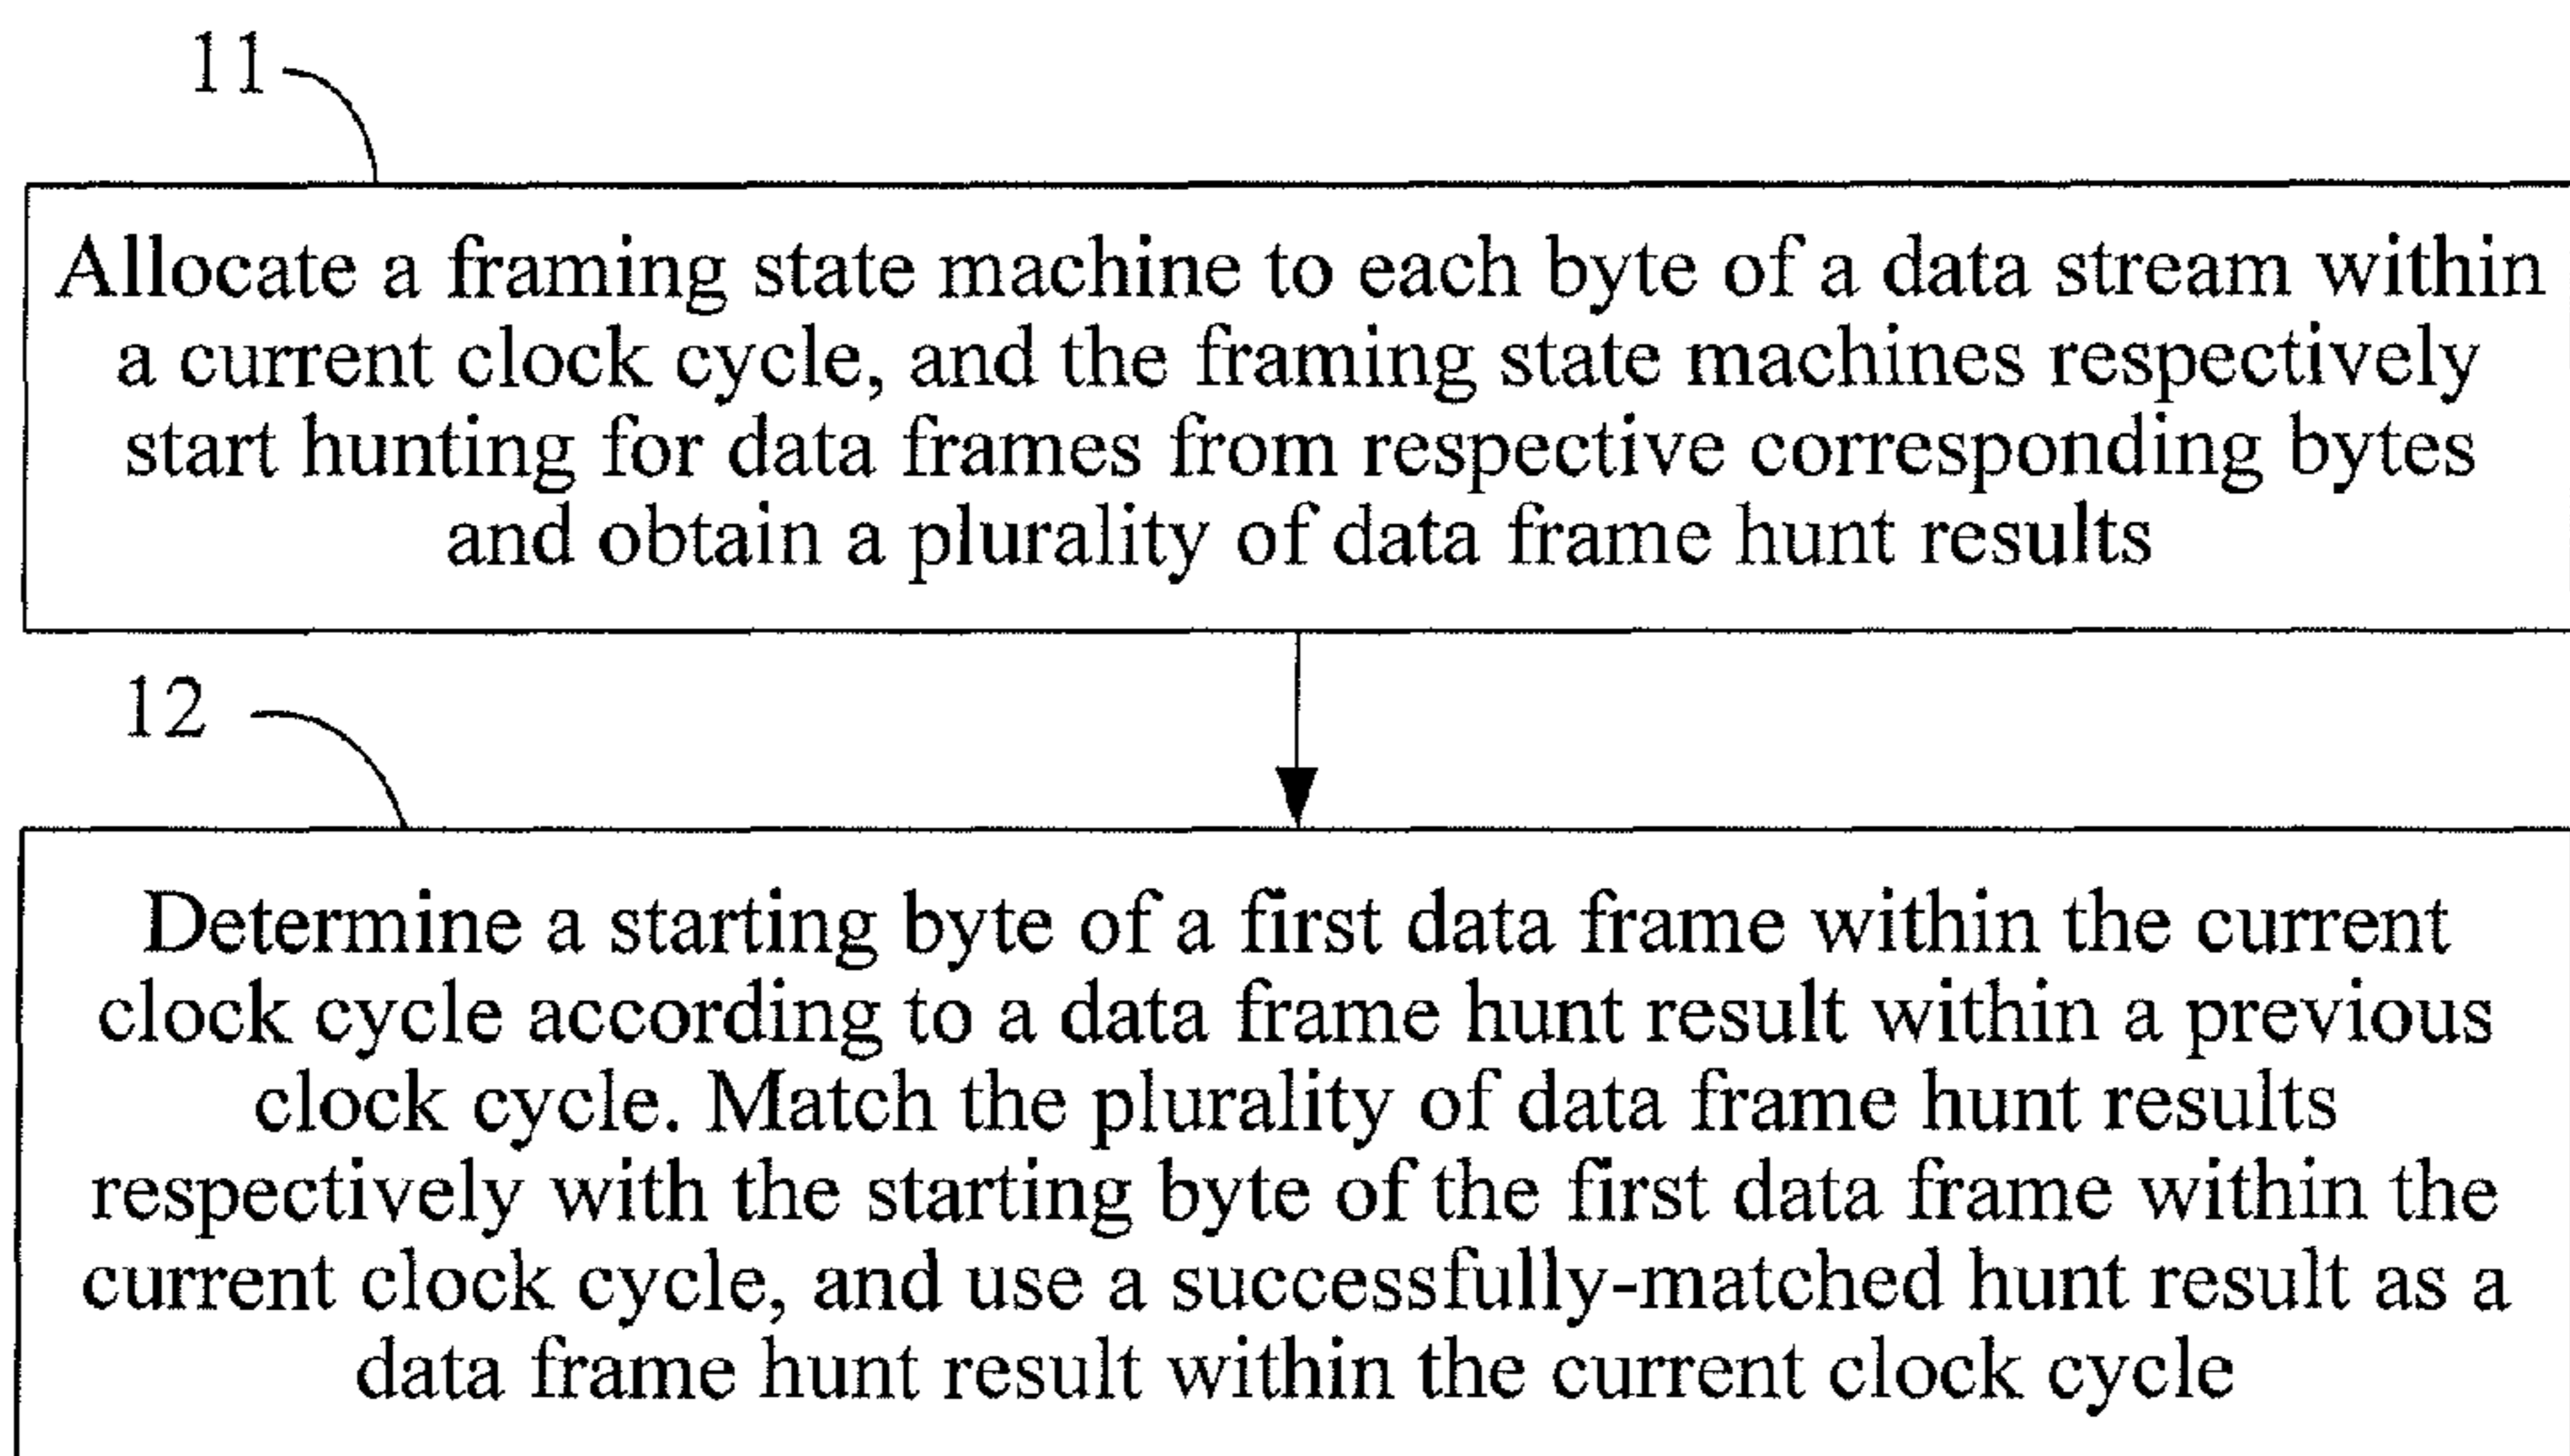 11
Allocate a framing state machine to each byte of a data stream within
a current clock cycle, and the framing state machines respectively
start hunting for data frames from respective corresponding bytes
and obtain a plurality of data frame hunt results
12
Determine a starting byte of a first data frame within the current
clock cycle according to a data frame hunt result within a previous
clock cycle. Match the plurality of data frame hunt results
respectively with the starting byte of the first data frame within the
current clock cycle, and use a successfully-matched hunt result as a
data frame hunt result within the current clock cycle